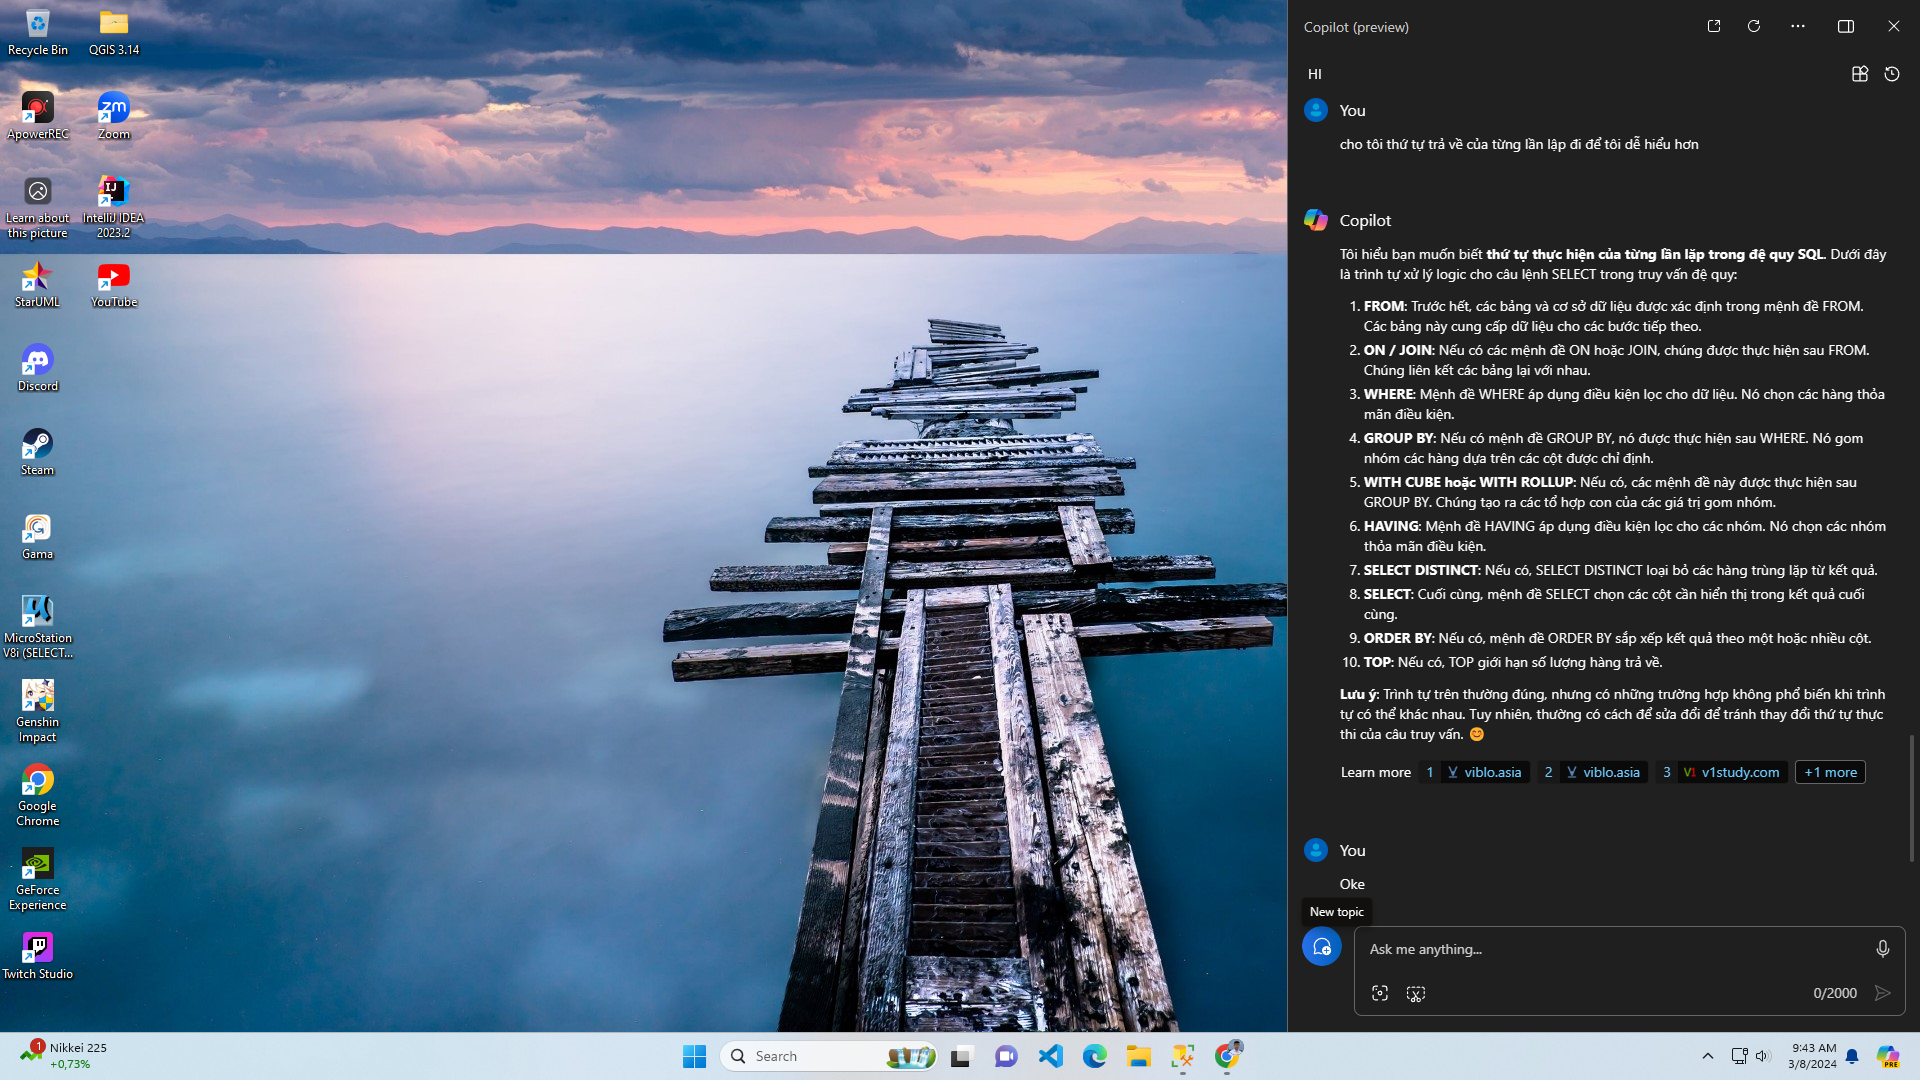 Recycle Bin
QGIS 3.14
ApowerREC
Zoom
Learn about
this picture
IntelliJ IDEA
2023.2
StarUML
YouTube
Discord
Steam
Gama
MicroStation
V8i (SELECT...
Genshin
Impact
Google
Chrome
GeForce
Experience
Twitch Studio
Copilot (preview)
HI
You
cho tôi thứ tự trả về của từng lần lập đi để tôi dễ hiểu hơn
Copilot
Tôi hiểu bạn muốn biết thứ tự thực hiện của từng lần lặp trong đệ quy SQL. Dưới đây
là trình tự xử lý logic cho câu lệnh SELECT trong truy vấn đệ quy:
1. FROM: Trước hết, các bảng và cơ sở dữ liệu được xác định trong mệnh đề FROM.
Các bảng này cung cấp dữ liệu cho các bước tiếp theo.
2. ON / JOIN: Nếu có các mệnh đề ON hoặc JOIN, chúng được thực hiện sau FROM.
Chúng liên kết các bảng lại với nhau.
3. WHERE: Mệnh đề WHERE áp dụng điều kiện lọc cho dữ liệu. Nó chọn các hàng thỏa
mãn điều kiện.
4. GROUP BY: Nếu có mệnh đề GROUP BY, nó được thực hiện sau WHERE. Nó gom
nhóm các hàng dựa trên các cột được chỉ định.
5. WITH CUBE hoặc WITH ROLLUP: Nếu có, các mệnh đề này được thực hiện sau
GROUP BY. Chúng tạo ra các tổ hợp con của các giá trị gom nhóm.
6. HAVING: Mệnh đề HAVING áp dụng điều kiện lọc cho các nhóm. Nó chọn các nhóm
thỏa mãn điều kiện.
7. SELECT DISTINCT: Nếu có, SELECT DISTINCT loại bỏ các hàng trùng lặp từ kết quả.
8. SELECT: Cuối cùng, mệnh đề SELECT chọn các cột cần hiển thị trong kết quả cuối
cùng.
9. ORDER BY: Nếu có, mệnh đề ORDER BY sắp xếp kết quả theo một hoặc nhiều cột.
10. TOP: Nếu có, TOP giới hạn số lượng hàng trả về.
Lưu ý: Trình tự trên thường đúng, nhưng có những trường hợp không phổ biến khi trình
tự có thể khác nhau. Tuy nhiên, thường có cách để sửa đổi để tránh thay đổi thứ tự thực
thi của câu truy vấn. 😊
Learn more 1 viblo.asia 2 viblo.asia 3 v1study.com +1 more
You
Oke
New topic
Ask me anything...
0/2000
1 Nikkei 225
+0,73%
Search
9:43 AM
3/8/2024
PRE